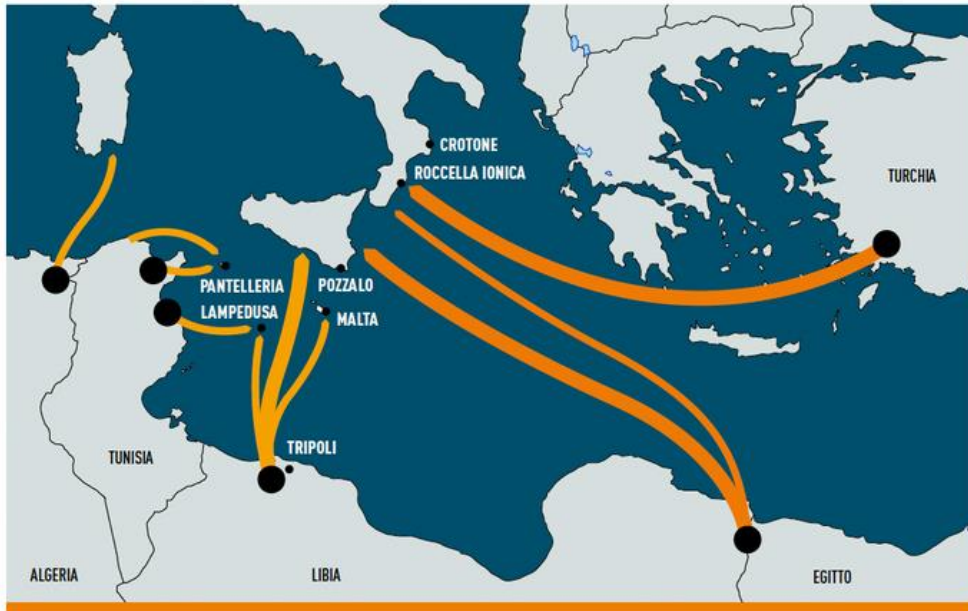 CROTONE
ROCCELLA IONICA
TURCHIA
PANTELLERIA
POZZALO
LAMPEDUSA
MALTA
TRIPOLI
TUNISIA
ALGERIA
LIBIA
EGITTO